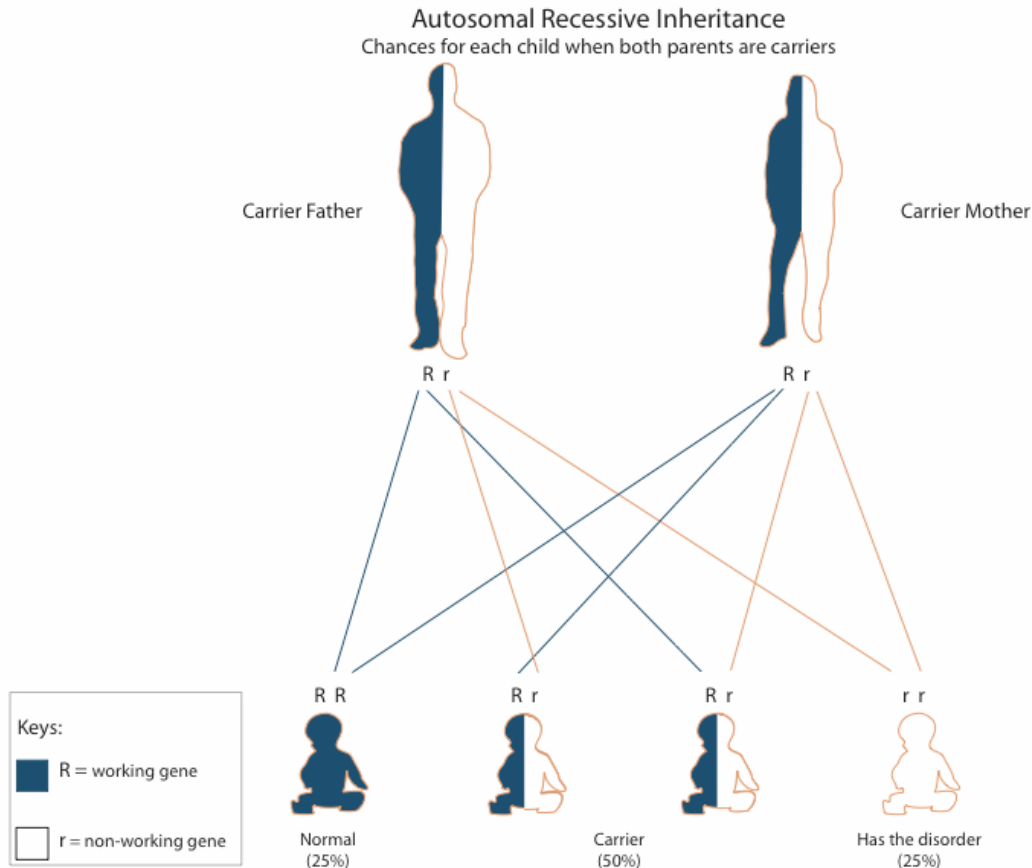 Autosomal Recessive Inheritance
Chances for each child when both parents are carriers
Carrier Father
Carrier Mother
R r
R r
R R
R r
R r
r r
Keys:
R = working gene
r = non-working gene
Normal
(25%)
Carrier
(50%)
Has the disorder
(25%)